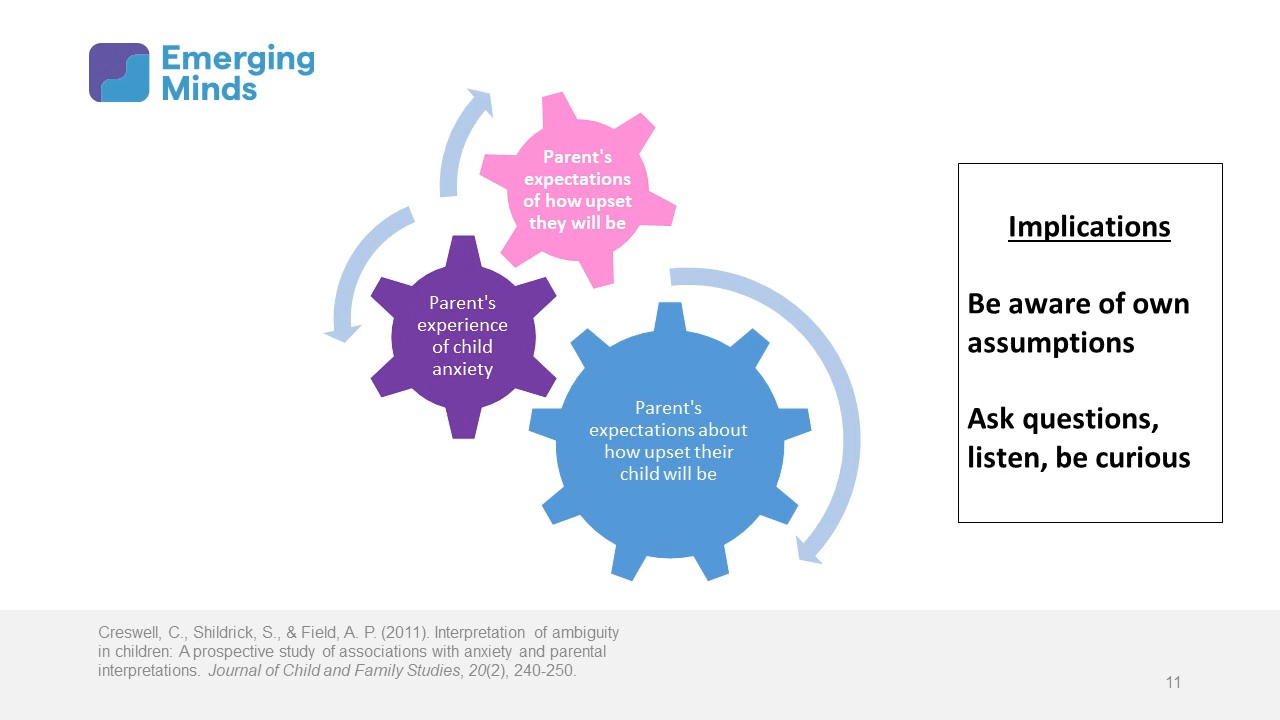 Emerging
Minds
Parent's
expectations
of how upset
they will be
Parent's
experience
of child
anxiety
Parent's
expectations about
how upset their
child will be
Implications
Be aware of own
assumptions
Ask questions,
listen, be curious
Creswell, C., Shildrick, S., & Field, A. P. (2011). Interpretation of ambiguity
in children: A prospective study of associations with anxiety and parental
interpretations. Journal of Child and Family Studies, 20(2), 240-250.
11